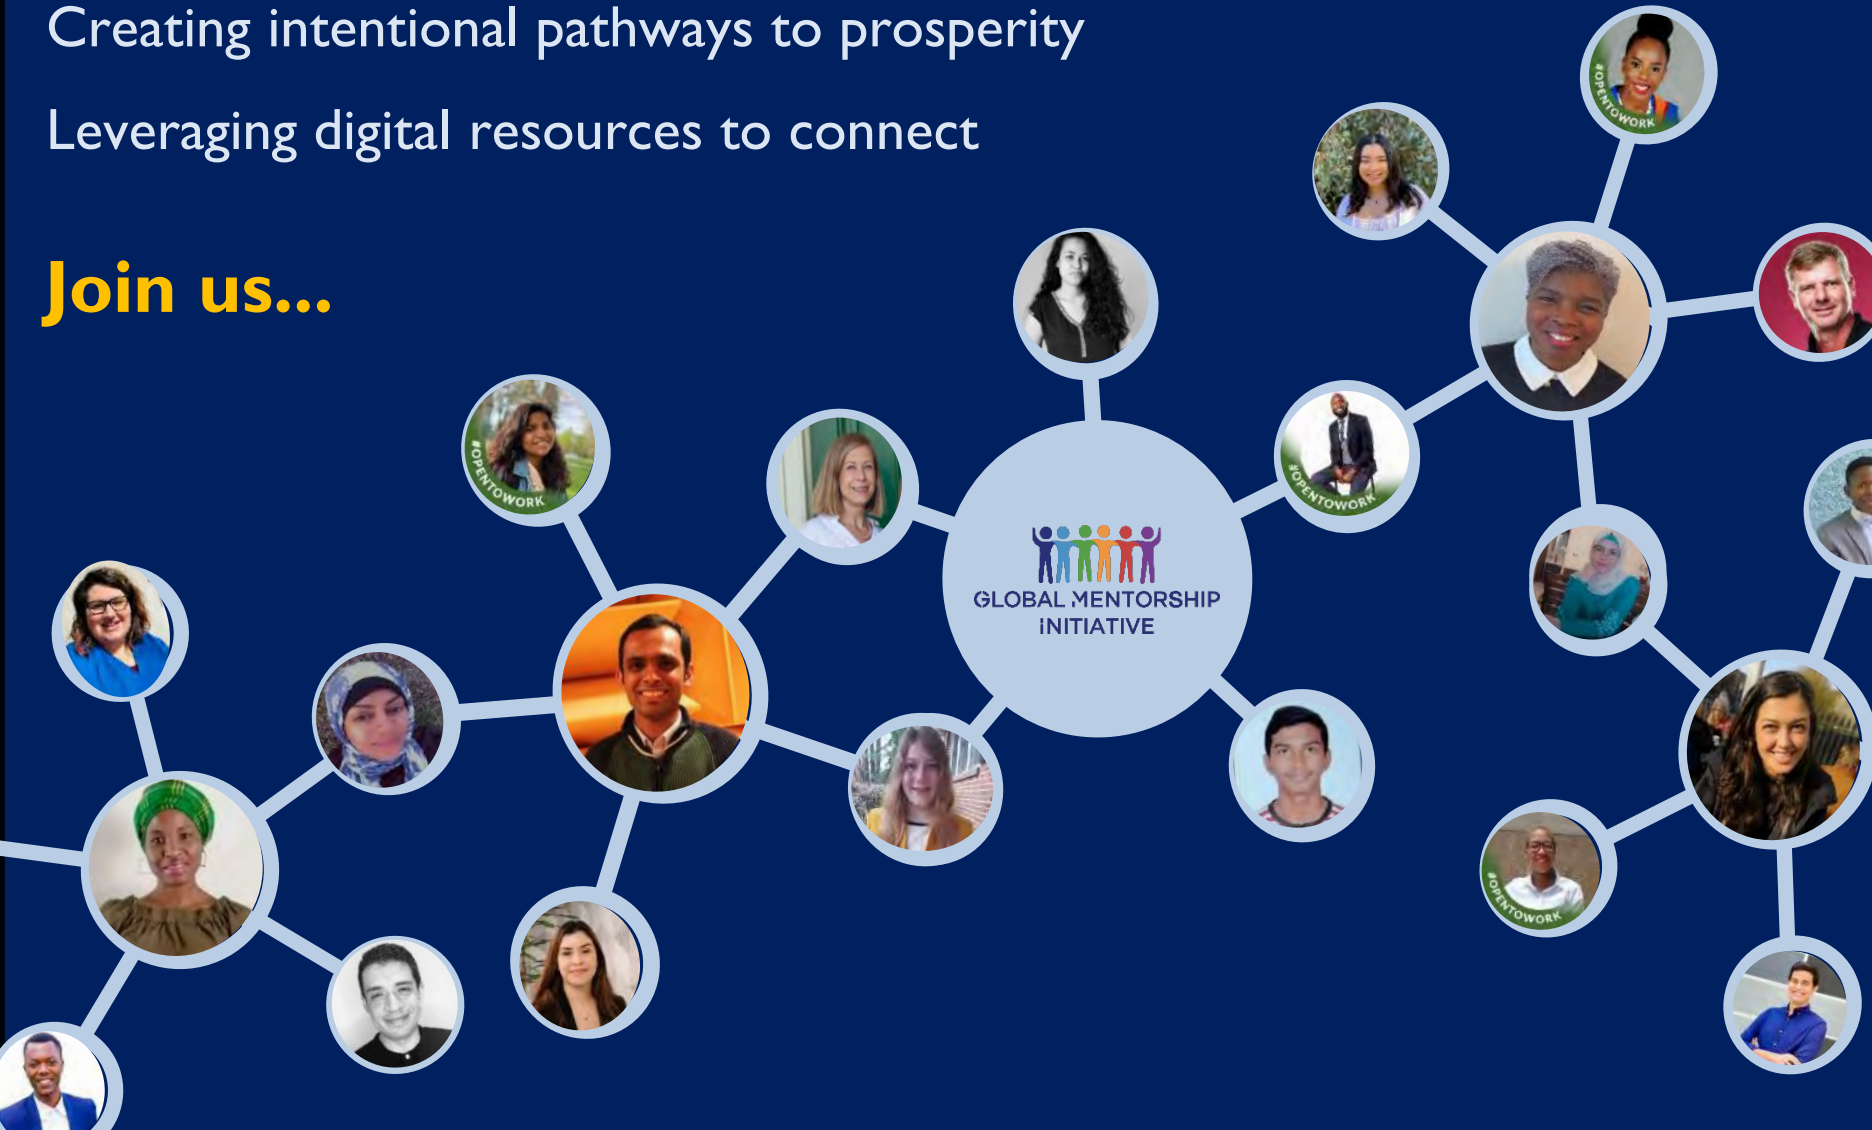 Creating intentional pathways to prosperity
Leveraging digital resources to connect
Join us...
#OPENTOWORK
#OPENTOWORK
#OPENTOWORK
GLOBAL MENTORSHIP
INITIATIVE
#OPENTOWORK